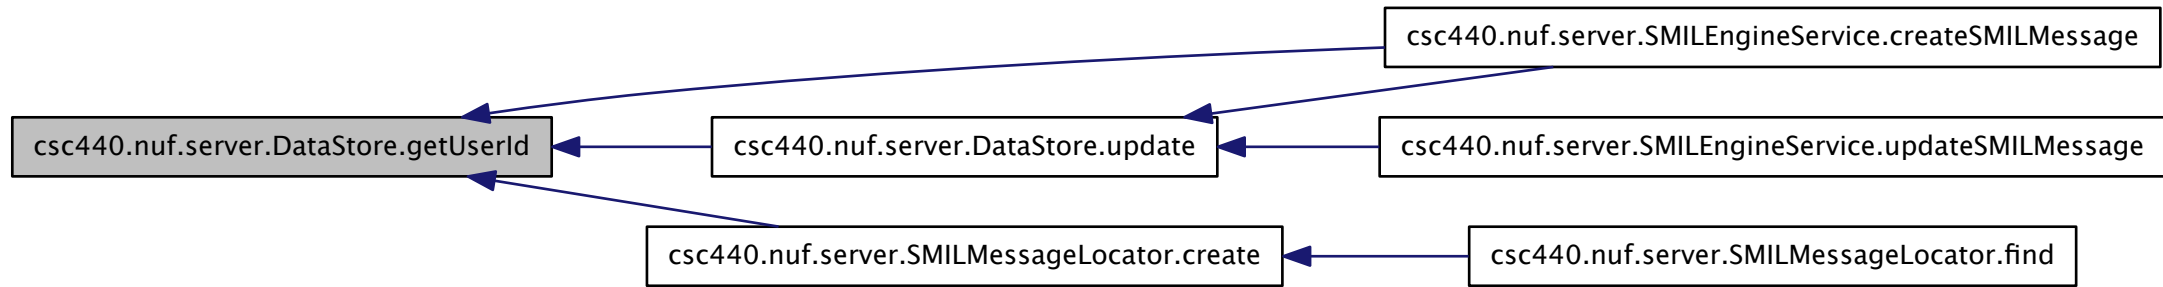 csc440.nuf.server.SMILEngineService.createSMILMessage
csc440.nuf.server.DataStore.getUserId
csc440.nuf.server.DataStore.update
csc440.nuf.server.SMILEngineService.updateSMILMessage
csc440.nuf.server.SMILMessageLocator.create
csc440.nuf.server.SMILMessageLocator.find